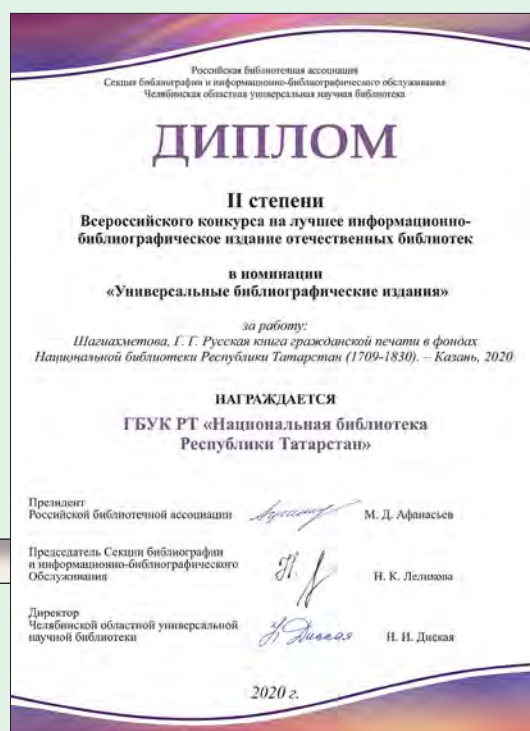 Российская библиотечная ассоциация
Секция библиографии и информационно-библиографического обслуживания
Челябинская областная универсальная научная библиотека
ДИПЛОМ
II степени
Всероссийского конкурса на лучшее информационно-
библиографическое издание отечественных библиотек
в номинации
«Универсальные библиографические издания»
за работу:
Шагиахметова, Г. Г. Русская книга гражданской печати в фондах
Национальной библиотеки Республики Татарстан (1709-1830). – Казань, 2020
НАГРАЖДАЕТСЯ
ГБУК РТ «Национальная библиотека
Республики Татарстан»
Президент
Российской библиотечной ассоциации М. Д. Афанасьев
Председатель Секции библиографии
и информационно-библиографического
Обслуживания Н. К. Леликова
Директор
Челябинской областной универсальной
научной библиотеки Н. И. Диская
2020 г.